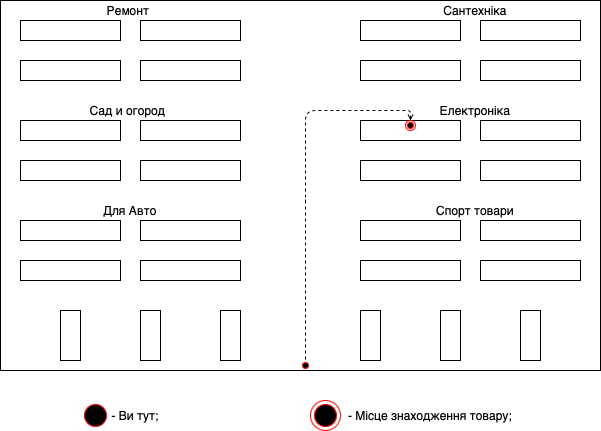 Ремонт
Сантехніка
Сад и огород
Електроніка
Для Авто
Спорт товари
- Ви тут;
- Місце знаходження товару;